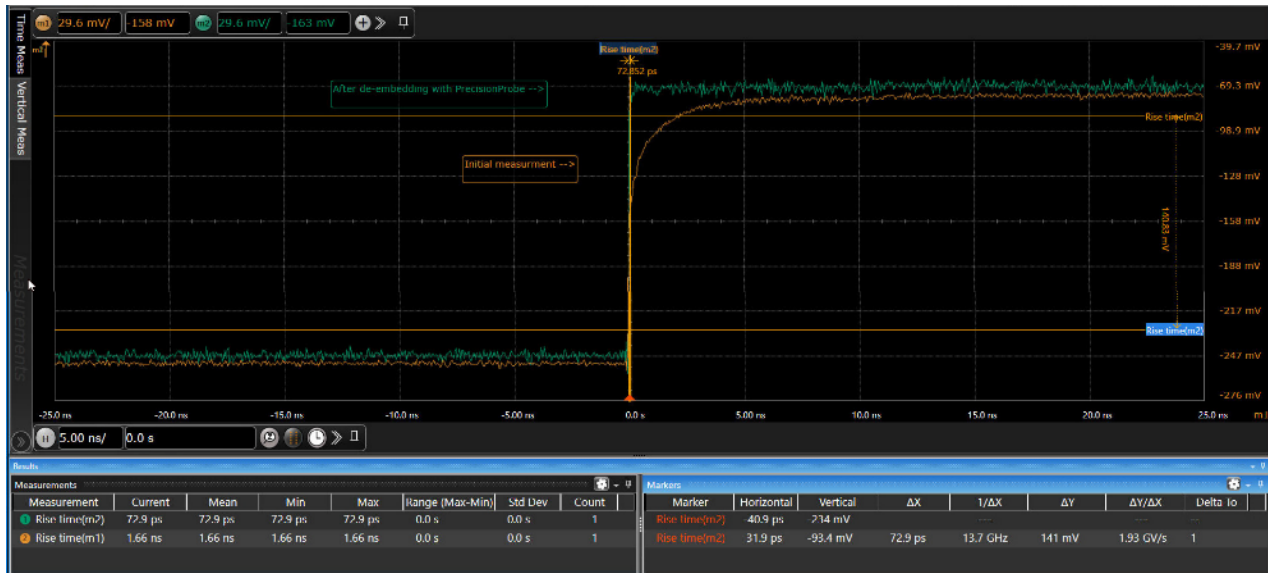 Time Meas
Vertical Meas
Measurements
m1 29.6 mV/ -158 mV m2 29.6 mV/ -163 mV
Rise time(m2)
72.852 ps
After de-embedding with PrecisionProbe -->
Initial measurment -->
Rise time(m2)
140.83 mV
Rise time(m2)
-39.7 mV
-69.3 mV
-98.9 mV
-128 mV
-158 mV
-188 mV
-217 mV
-247 mV
-276 mV
-25.0 ns -20.0 ns -15.0 ns -10.0 ns -5.00 ns 0.0 s 5.00 ns 10.0 ns 15.0 ns 20.0 ns 25.0 ns
H 5.00 ns/ 0.0 s
Results
Measurements
Measurement Current Mean Min Max Range (Max-Min) Std Dev Count
1 Rise time(m2) 72.9 ps 72.9 ps 72.9 ps 72.9 ps 0.0 s 0.0 s 1
2 Rise time(m1) 1.66 ns 1.66 ns 1.66 ns 1.66 ns 0.0 s 0.0 s 1
Markers
Marker Horizontal Vertical ΔX 1/ΔX ΔY ΔY/ΔX Delta To
Rise time(m2) -40.9 ps -234 mV --- --- ---
Rise time(m2) 31.9 ps -93.4 mV 72.9 ps 13.7 GHz 141 mV 1.93 GV/s 1